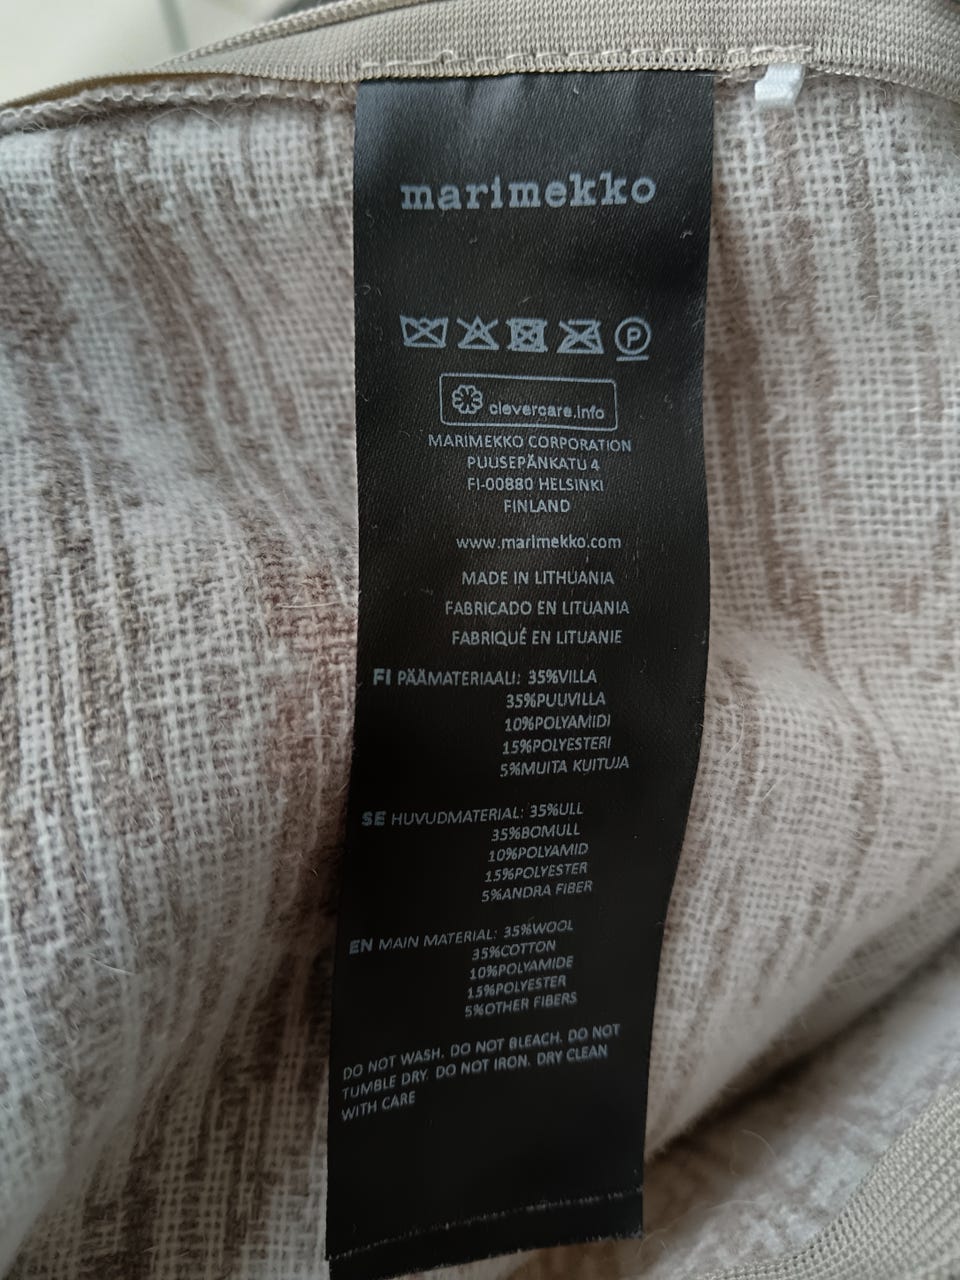 marimekko
P
clevercare.info
MARIMEKKO CORPORATION
PUUSEPÄNKATU 4
FI-00880 HELSINKI
FINLAND
www.marimekko.com
MADE IN LITHUANIA
FABRICADO EN LITUANIA
FABRIQUÉ EN LITUANIE
FI PÄÄMATERIAALI: 35%VILLA
35%PUUVILLA
10%POLYAMIDI
15%POLYESTERI
5%MUITA KUITUJA
SE HUVUDMATERIAL: 35%ULL
35%BOMULL
10%POLYAMID
15%POLYESTER
5%ANDRA FIBER
EN MAIN MATERIAL: 35%WOOL
35%COTTON
10%POLYAMIDE
15%POLYESTER
5%OTHER FIBERS
DO NOT WASH. DO NOT BLEACH. DO NOT
TUMBLE DRY. DO NOT IRON. DRY CLEAN
WITH CARE